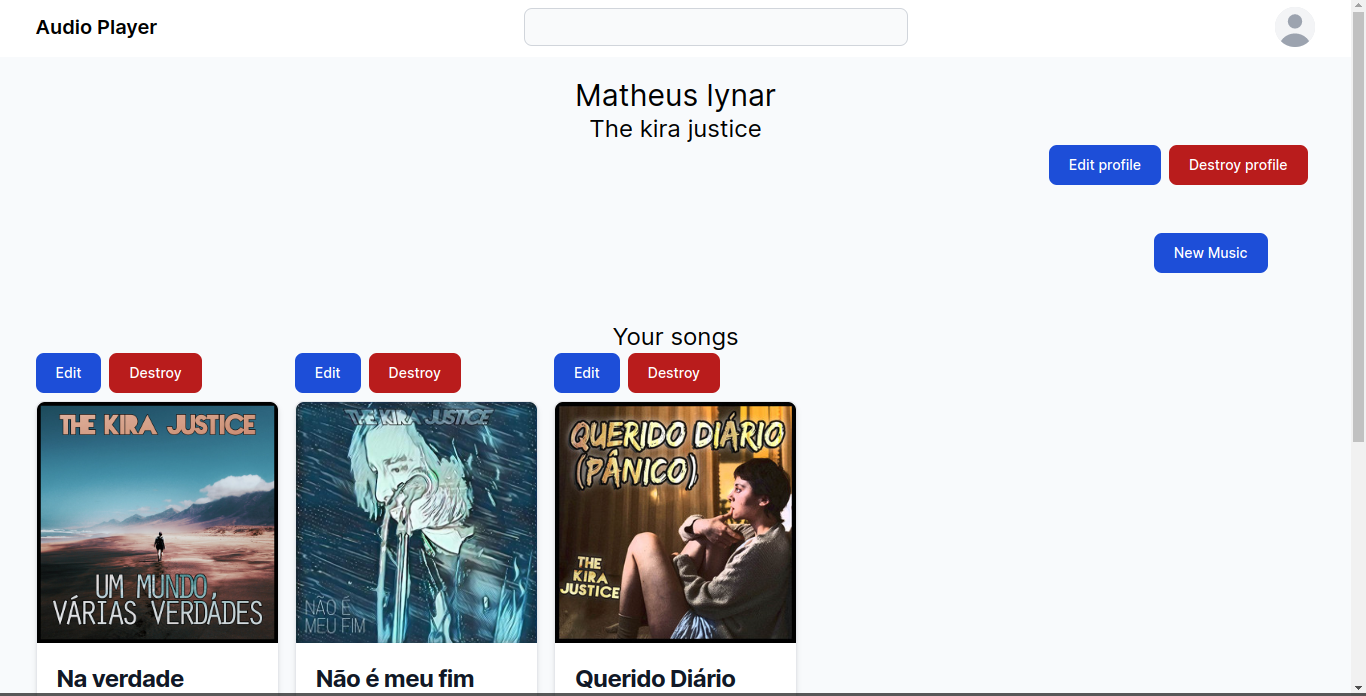 Audio Player
Matheus lynar
The kira justice
Edit profile
Destroy profile
New Music
Your songs
Edit
Destroy
Edit
Destroy
Edit
Destroy
THE KIRA JUSTICE
UM MUNDO,
VÁRIAS VERDADES
THE KIRA JUSTICE
NÃO É
MEU FIM
QUERIDO DIÁRIO
(PÂNICO)
THE
KIRA
JUSTICE
Na verdade
Não é meu fim
Querido Diário